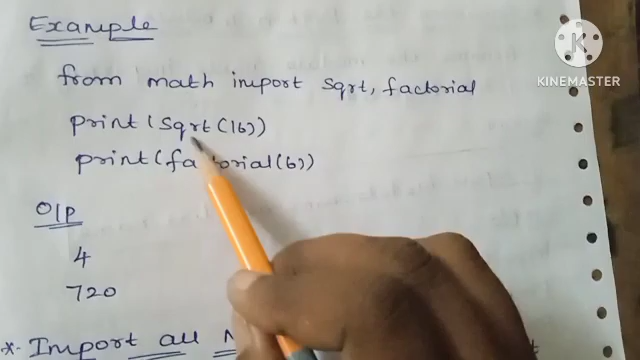 Example
K
KINEMASTER
from math import sqrt, factorial
print(sqrt(16))
print(factorial(6))
O/P
4
720
*- Import all